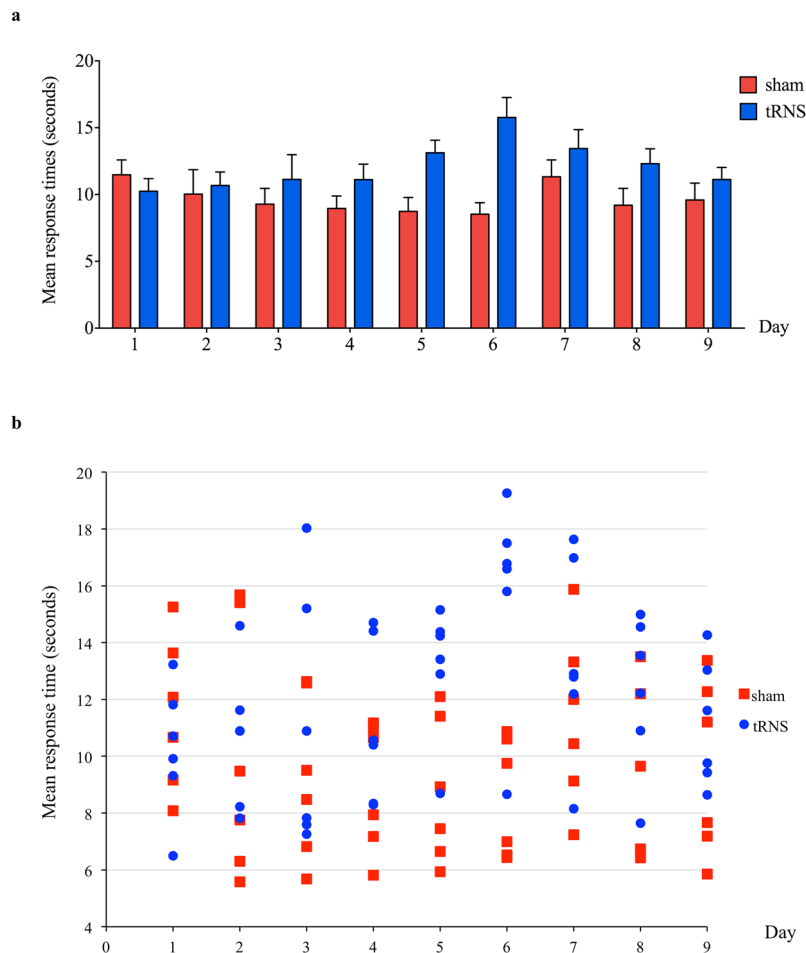 a
20
15
10
5
0
Mean response times (seconds)
sham
tRNS
1 2 3 4 5 6 7 8 9
Day
b
20
18
16
14
12
10
8
6
4
Mean response time (seconds)
sham
tRNS
0 1 2 3 4 5 6 7 8 9
Day